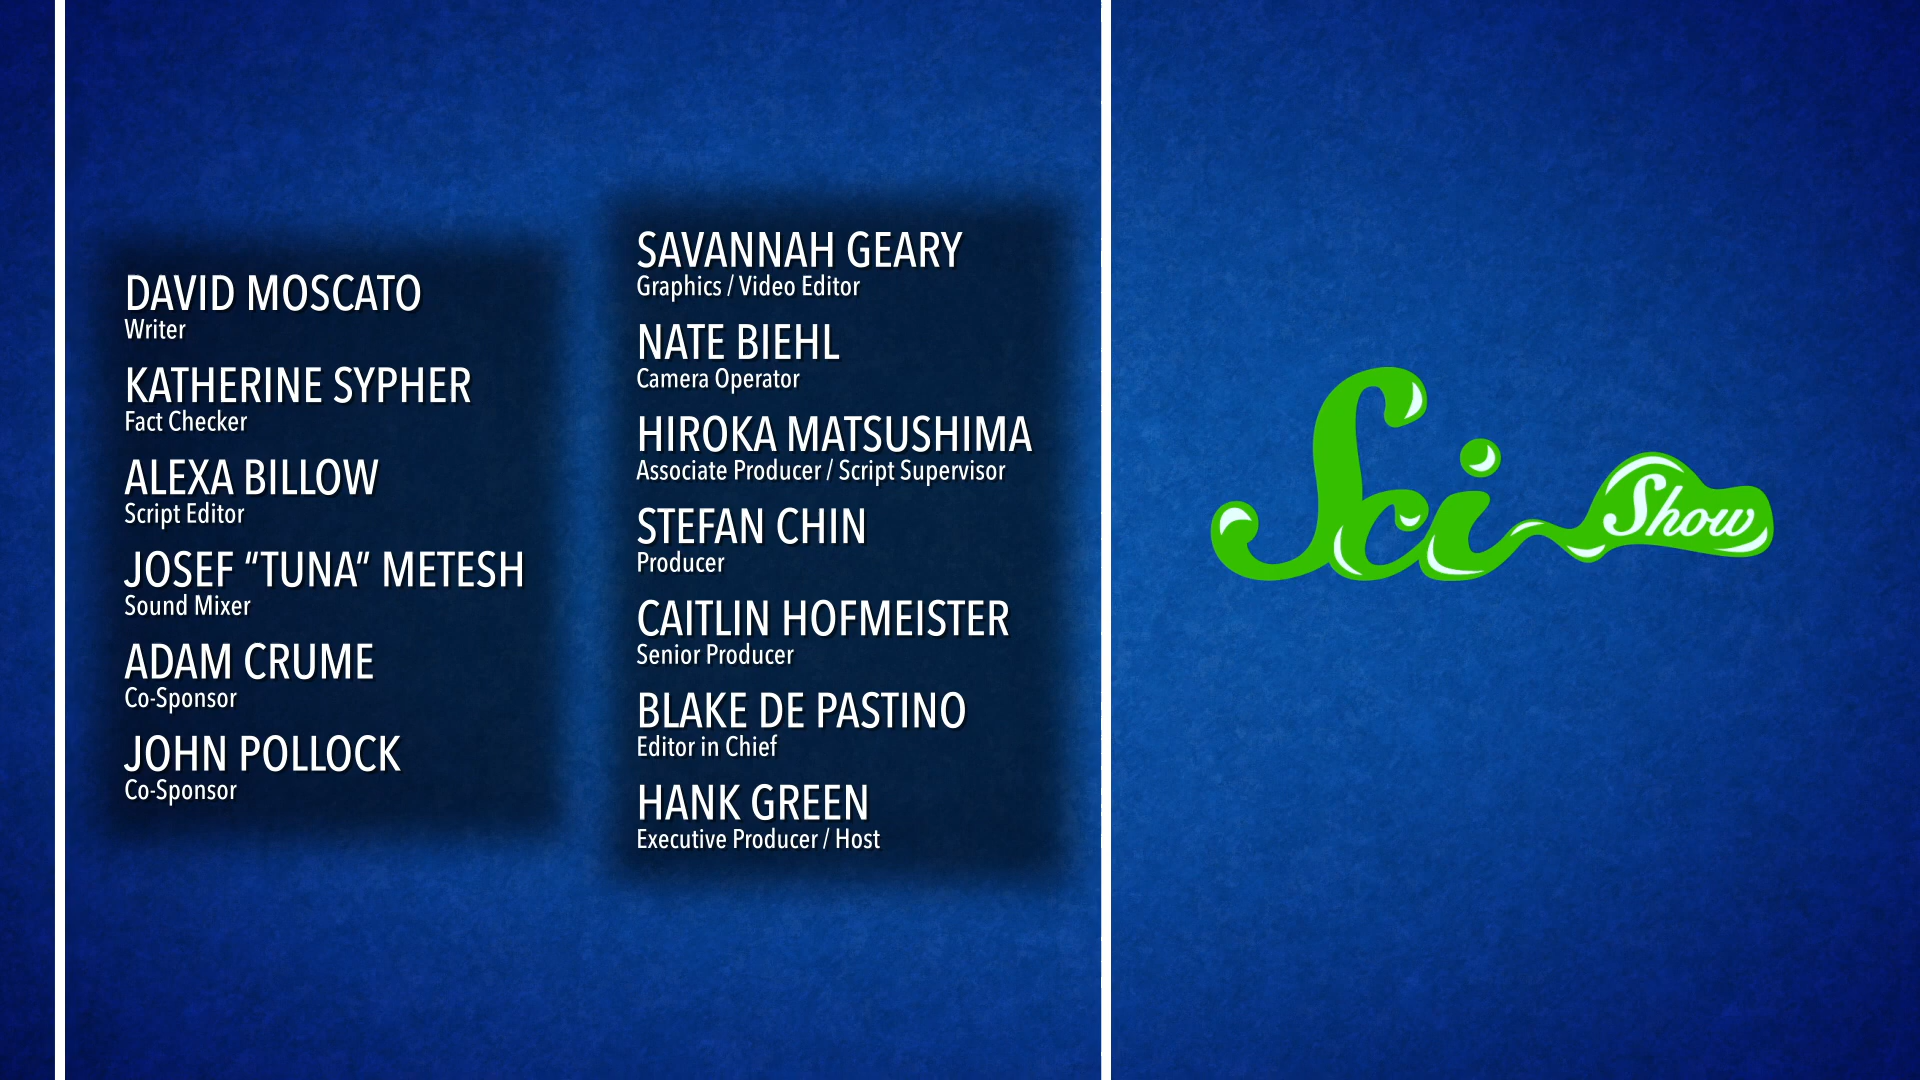 DAVID MOSCATO
Writer
KATHERINE SYPHER
Fact Checker
ALEXA BILLOW
Script Editor
JOSEF “TUNA” METESH
Sound Mixer
ADAM CRUME
Co-Sponsor
JOHN POLLOCK
Co-Sponsor
SAVANNAH GEARY
Graphics / Video Editor
NATE BIEHL
Camera Operator
HIROKA MATSUSHIMA
Associate Producer / Script Supervisor
STEFAN CHIN
Producer
CAITLIN HOFMEISTER
Senior Producer
BLAKE DE PASTINO
Editor in Chief
HANK GREEN
Executive Producer / Host
Sci Show